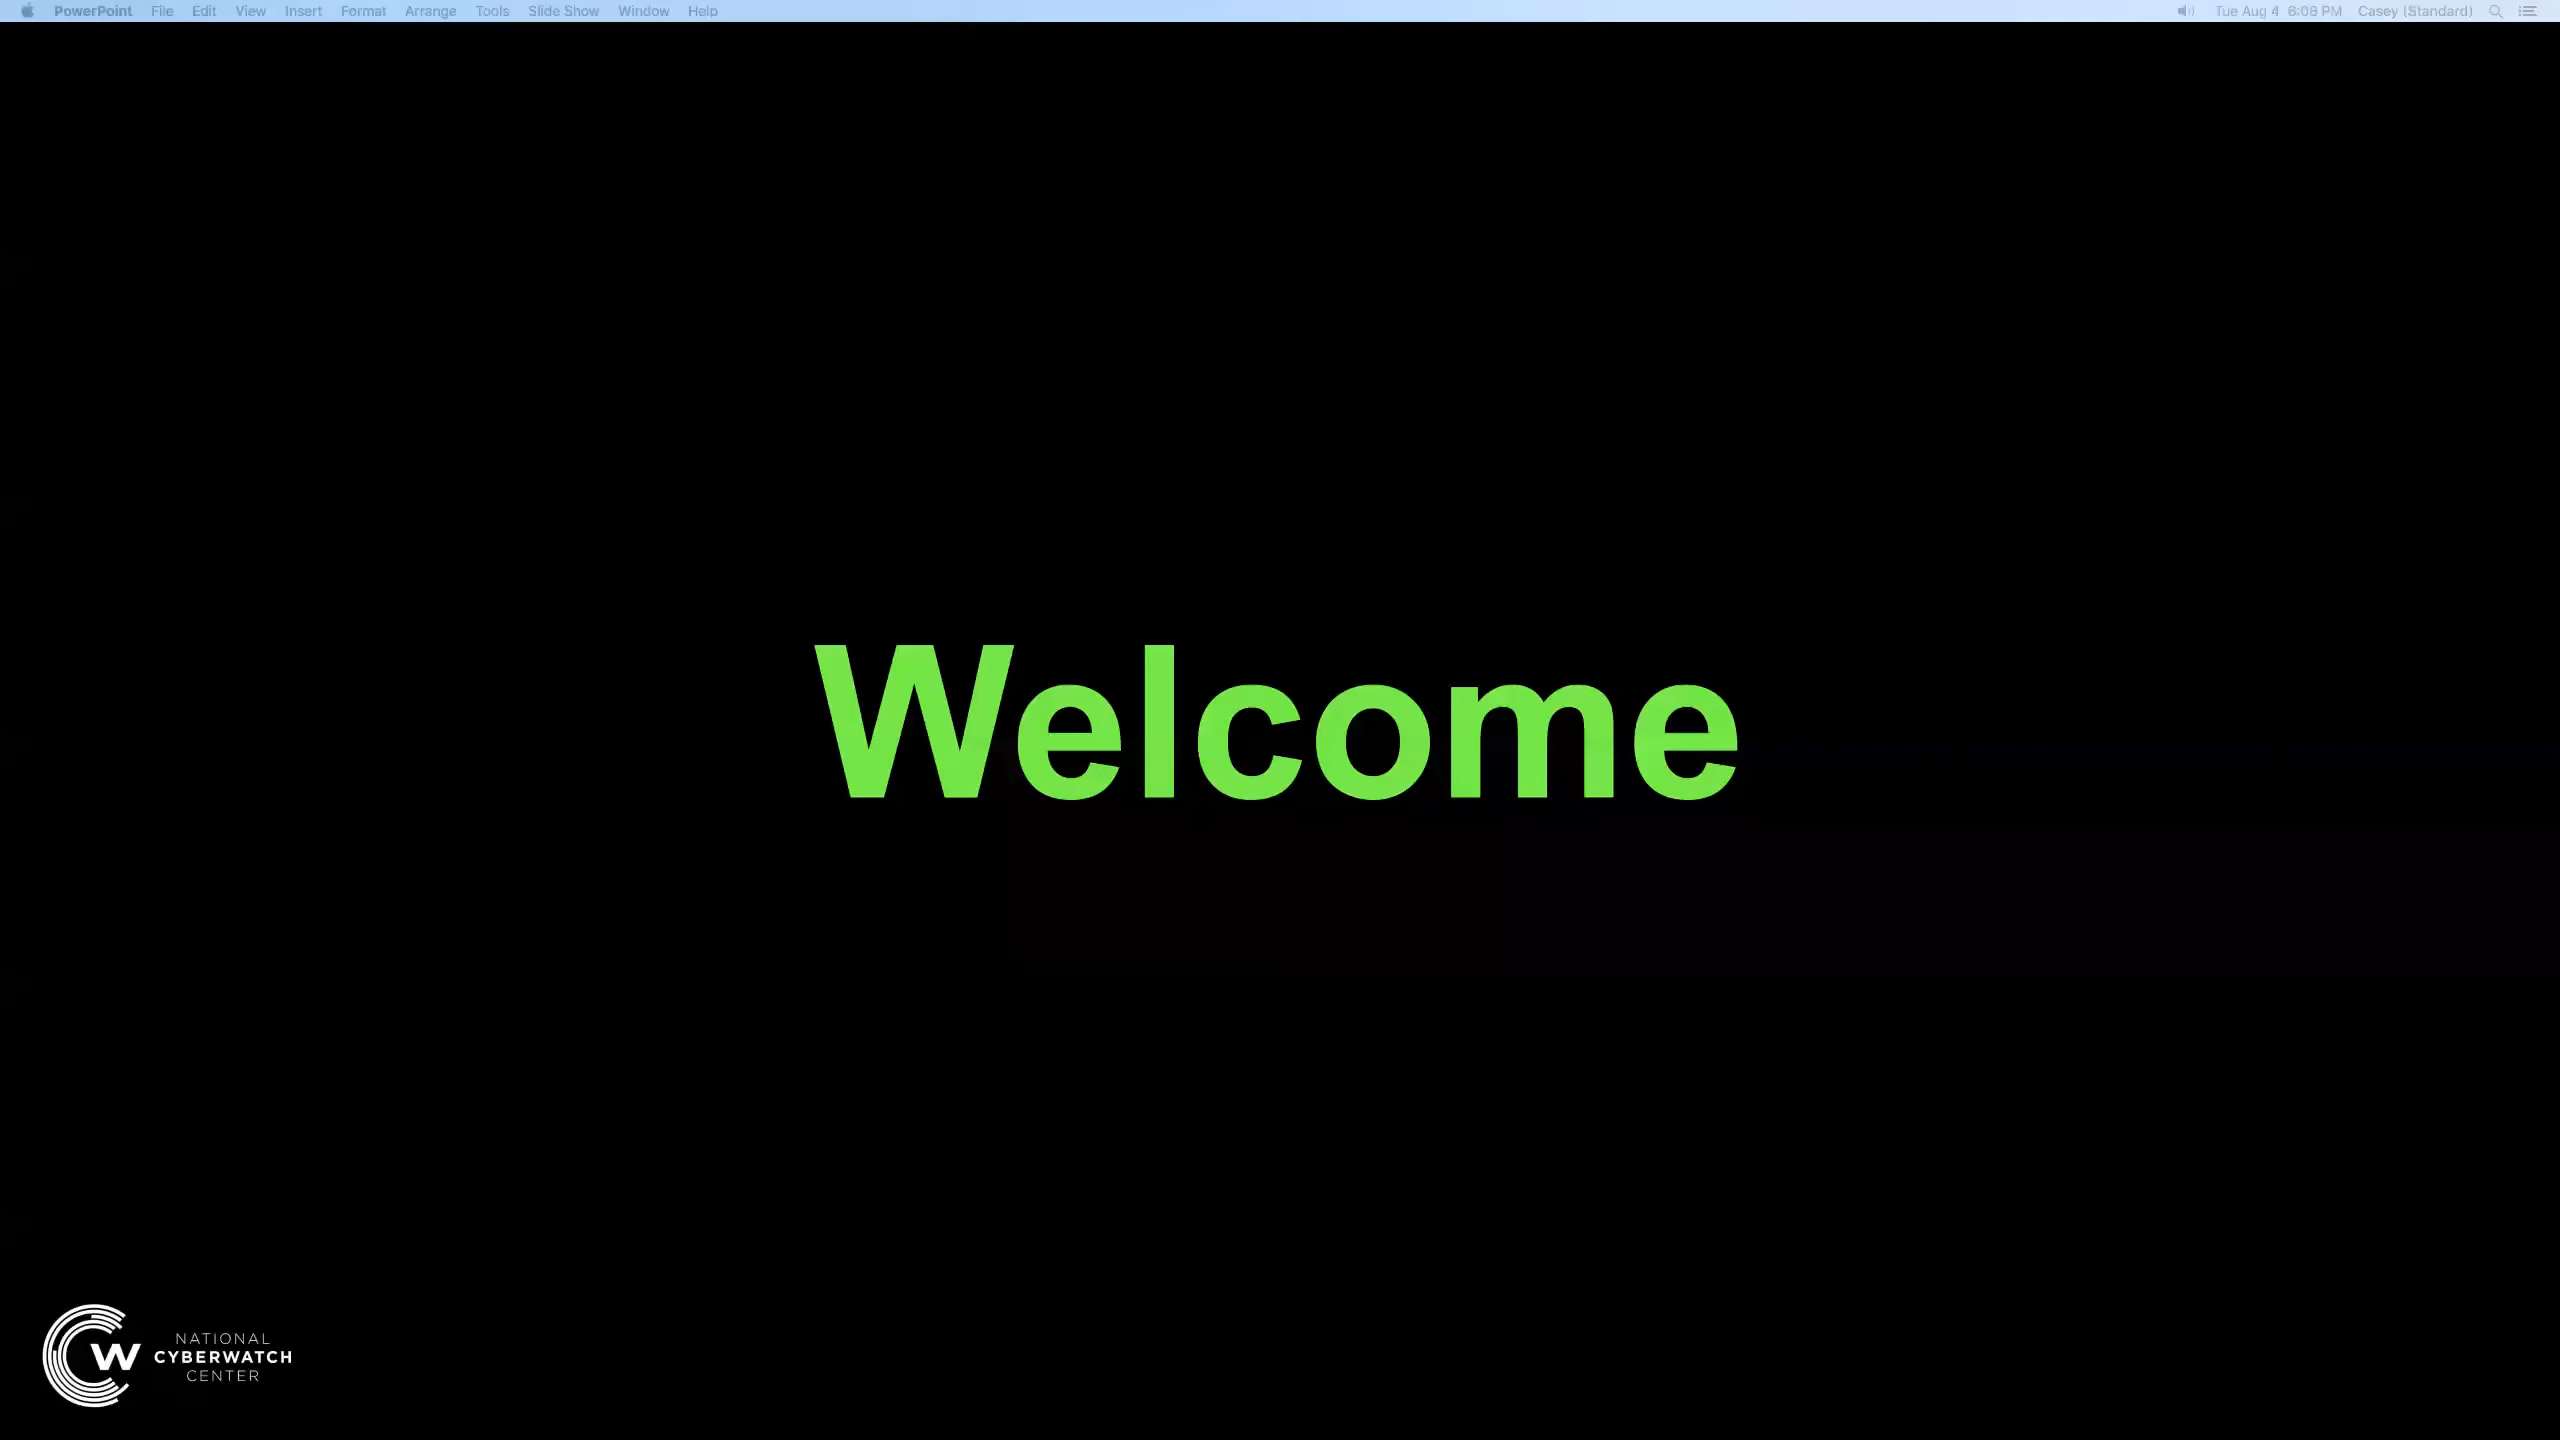 PowerPoint File Edit View Insert Format Arrange Tools Slide Show Window Help Tue Aug 4 6:08 PM Casey (Standard)
Welcome
CW
NATIONAL
CYBERWATCH
CENTER